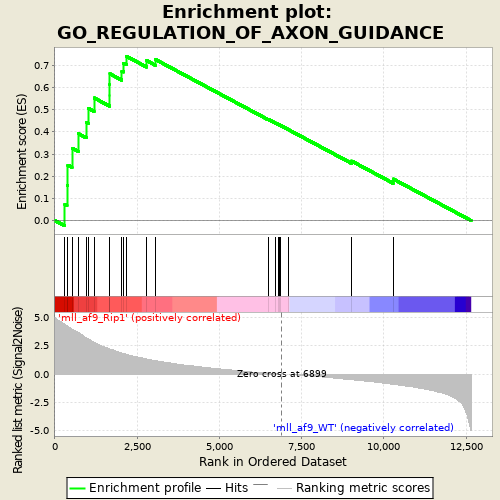 Enrichment plot:
GO_REGULATION_OF_AXON_GUIDANCE
Enrichment score (ES)
0.7
0.6
0.5
0.4
0.3
0.2
0.1
0.0
Ranked list metric (Signal2Noise)
5.0
2.5
0.0
-2.5
-5.0
'mll_af9_Rip1' (positively correlated)
Zero cross at 6899
'mll_af9_WT' (negatively correlated)
0
2,500
5,000
7,500
10,000
12,500
Rank in Ordered Dataset
Enrichment profile
Hits
Ranking metric scores